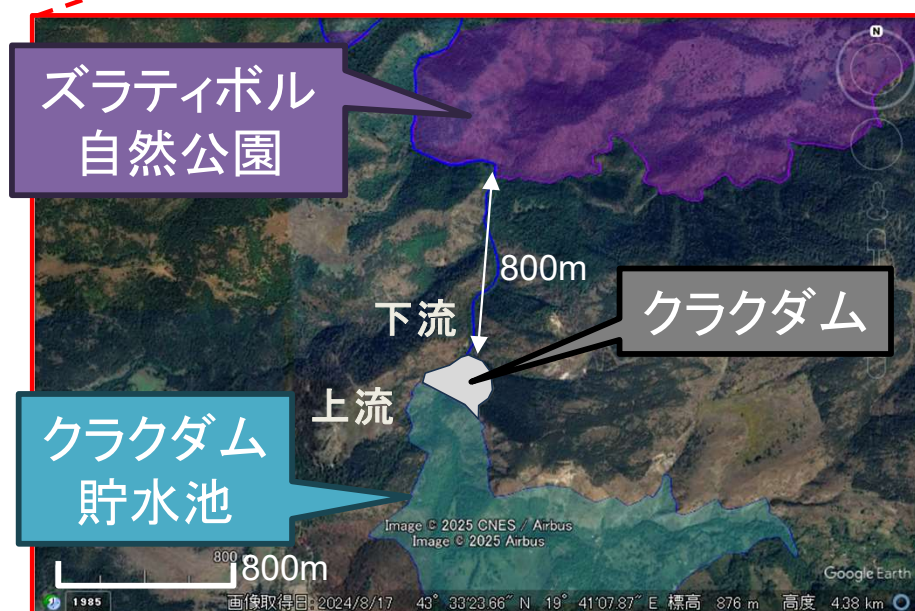 N
ズラティボル
自然公園
800m
下流
クラクダム
上流
クラクダム
貯水池
Image © 2025 CNES / Airbus
Image © 2025 Airbus
800 m
800m
Google Earth
1985
画像取得日: 2024/8/17 43° 33'23.66" N 19° 41'07.87" E 標高 876 m 高度 4.38 km